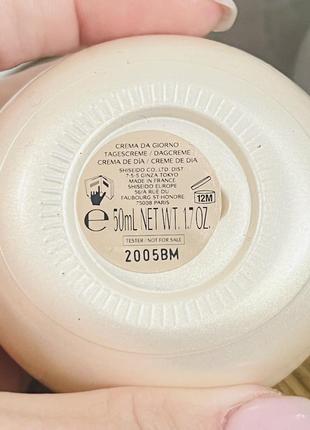 CREMA DA GIORNO
TAGESCREME / DAGCREME
CREMA DE DÍA / CREME DE DIA
SHISEIDO CO., LTD. DIST.
7-5-5 GINZA TOKYO
MADE IN FRANCE
SHISEIDO EUROPE
56/A RUE DU
FAUBOURG ST HONORE
75008 PARIS
12M
e 50mL NET WT. 1.7 OZ.
TESTER / NOT FOR SALE
2005BM